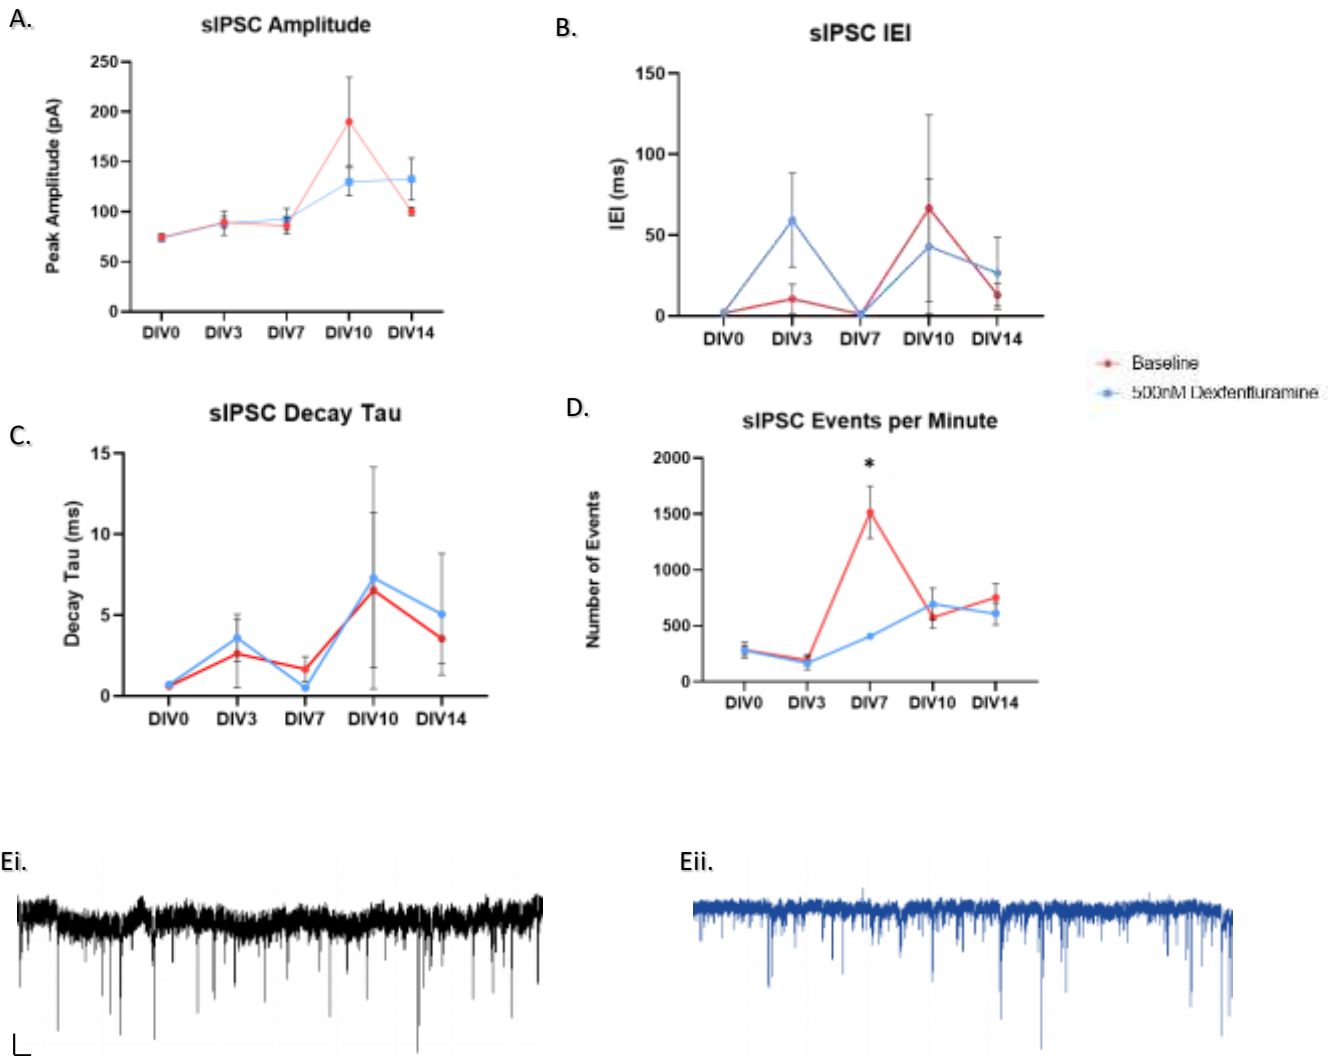 A.
sIPSC Amplitude
Peak Amplitude (pA)
250
200
150
100
50
0
DIV0 DIV3 DIV7 DIV10 DIV14
B.
sIPSC IEI
IEI (ms)
150
100
50
0
DIV0 DIV3 DIV7 DIV10 DIV14
Baseline
500nM Dexfenfluramine
C.
sIPSC Decay Tau
Decay Tau (ms)
15
10
5
0
DIV0 DIV3 DIV7 DIV10 DIV14
D.
sIPSC Events per Minute
Number of Events
2000
1500
1000
500
0
*
DIV0 DIV3 DIV7 DIV10 DIV14
Ei.
Eii.